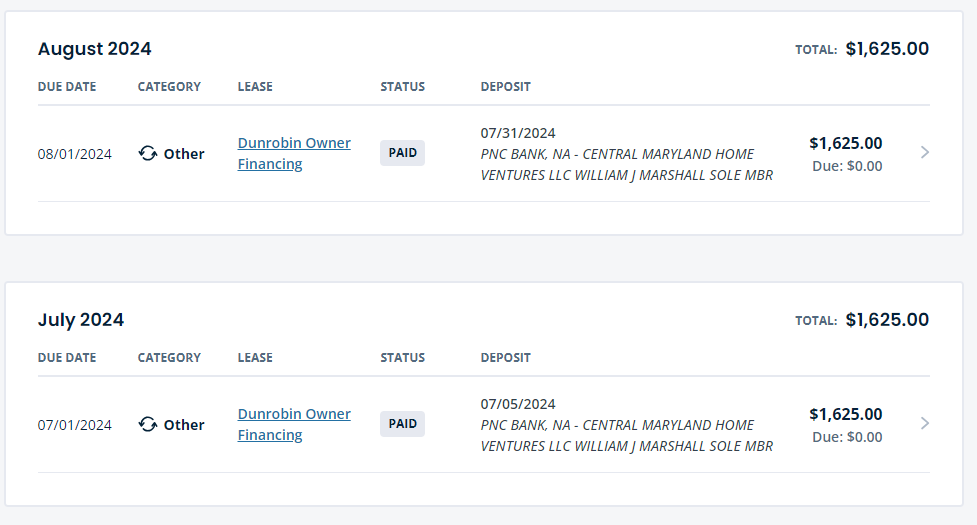 August 2024
TOTAL: $1,625.00
DUE DATE CATEGORY LEASE STATUS DEPOSIT
08/01/2024 Other Dunrobin Owner Financing PAID 07/31/2024
PNC BANK, NA - CENTRAL MARYLAND HOME
VENTURES LLC WILLIAM J MARSHALL SOLE MBR
$1,625.00
Due: $0.00
July 2024
TOTAL: $1,625.00
DUE DATE CATEGORY LEASE STATUS DEPOSIT
07/01/2024 Other Dunrobin Owner Financing PAID 07/05/2024
PNC BANK, NA - CENTRAL MARYLAND HOME
VENTURES LLC WILLIAM J MARSHALL SOLE MBR
$1,625.00
Due: $0.00